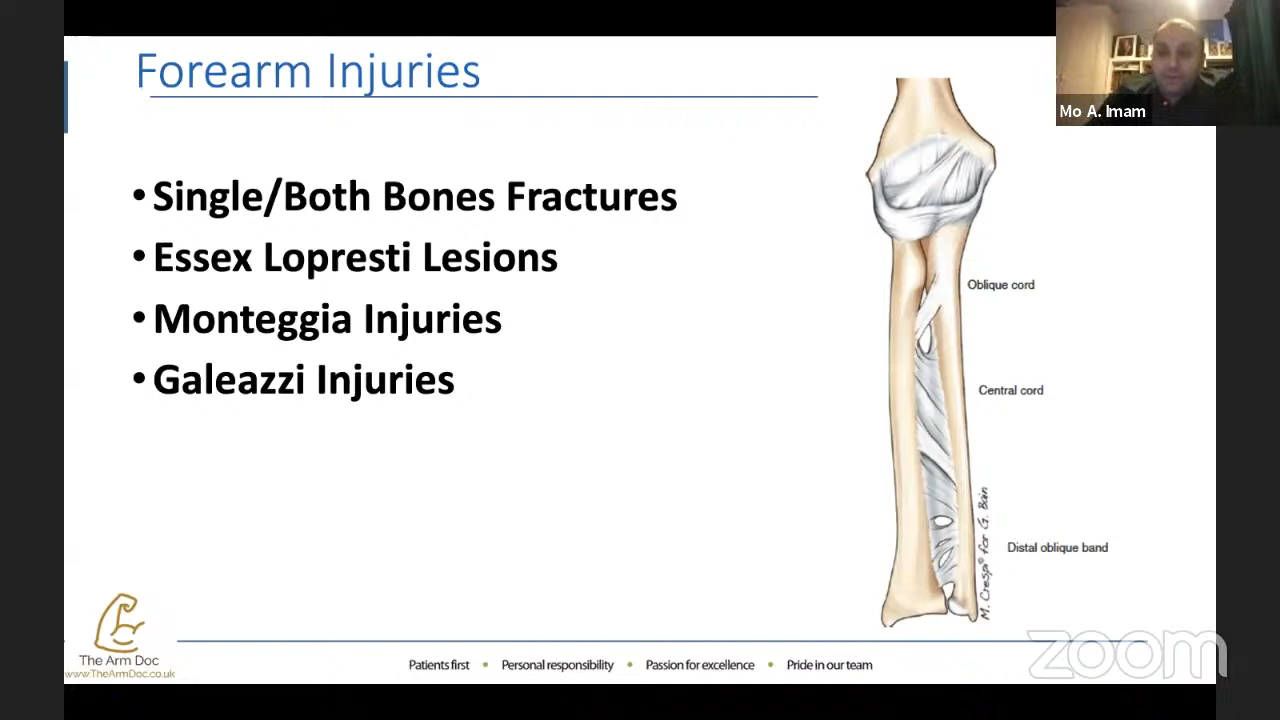 Forearm Injuries
Mo A. Imam
• Single/Both Bones Fractures
• Essex Lopresti Lesions
• Monteggia Injuries
• Galeazzi Injuries
Oblique cord
Central cord
Distal oblique band
M. Crespi© for G. Bain
The Arm Doc
www.TheArmDoc.co.uk
Patients first • Personal responsibility • Passion for excellence • Pride in our team
zoom